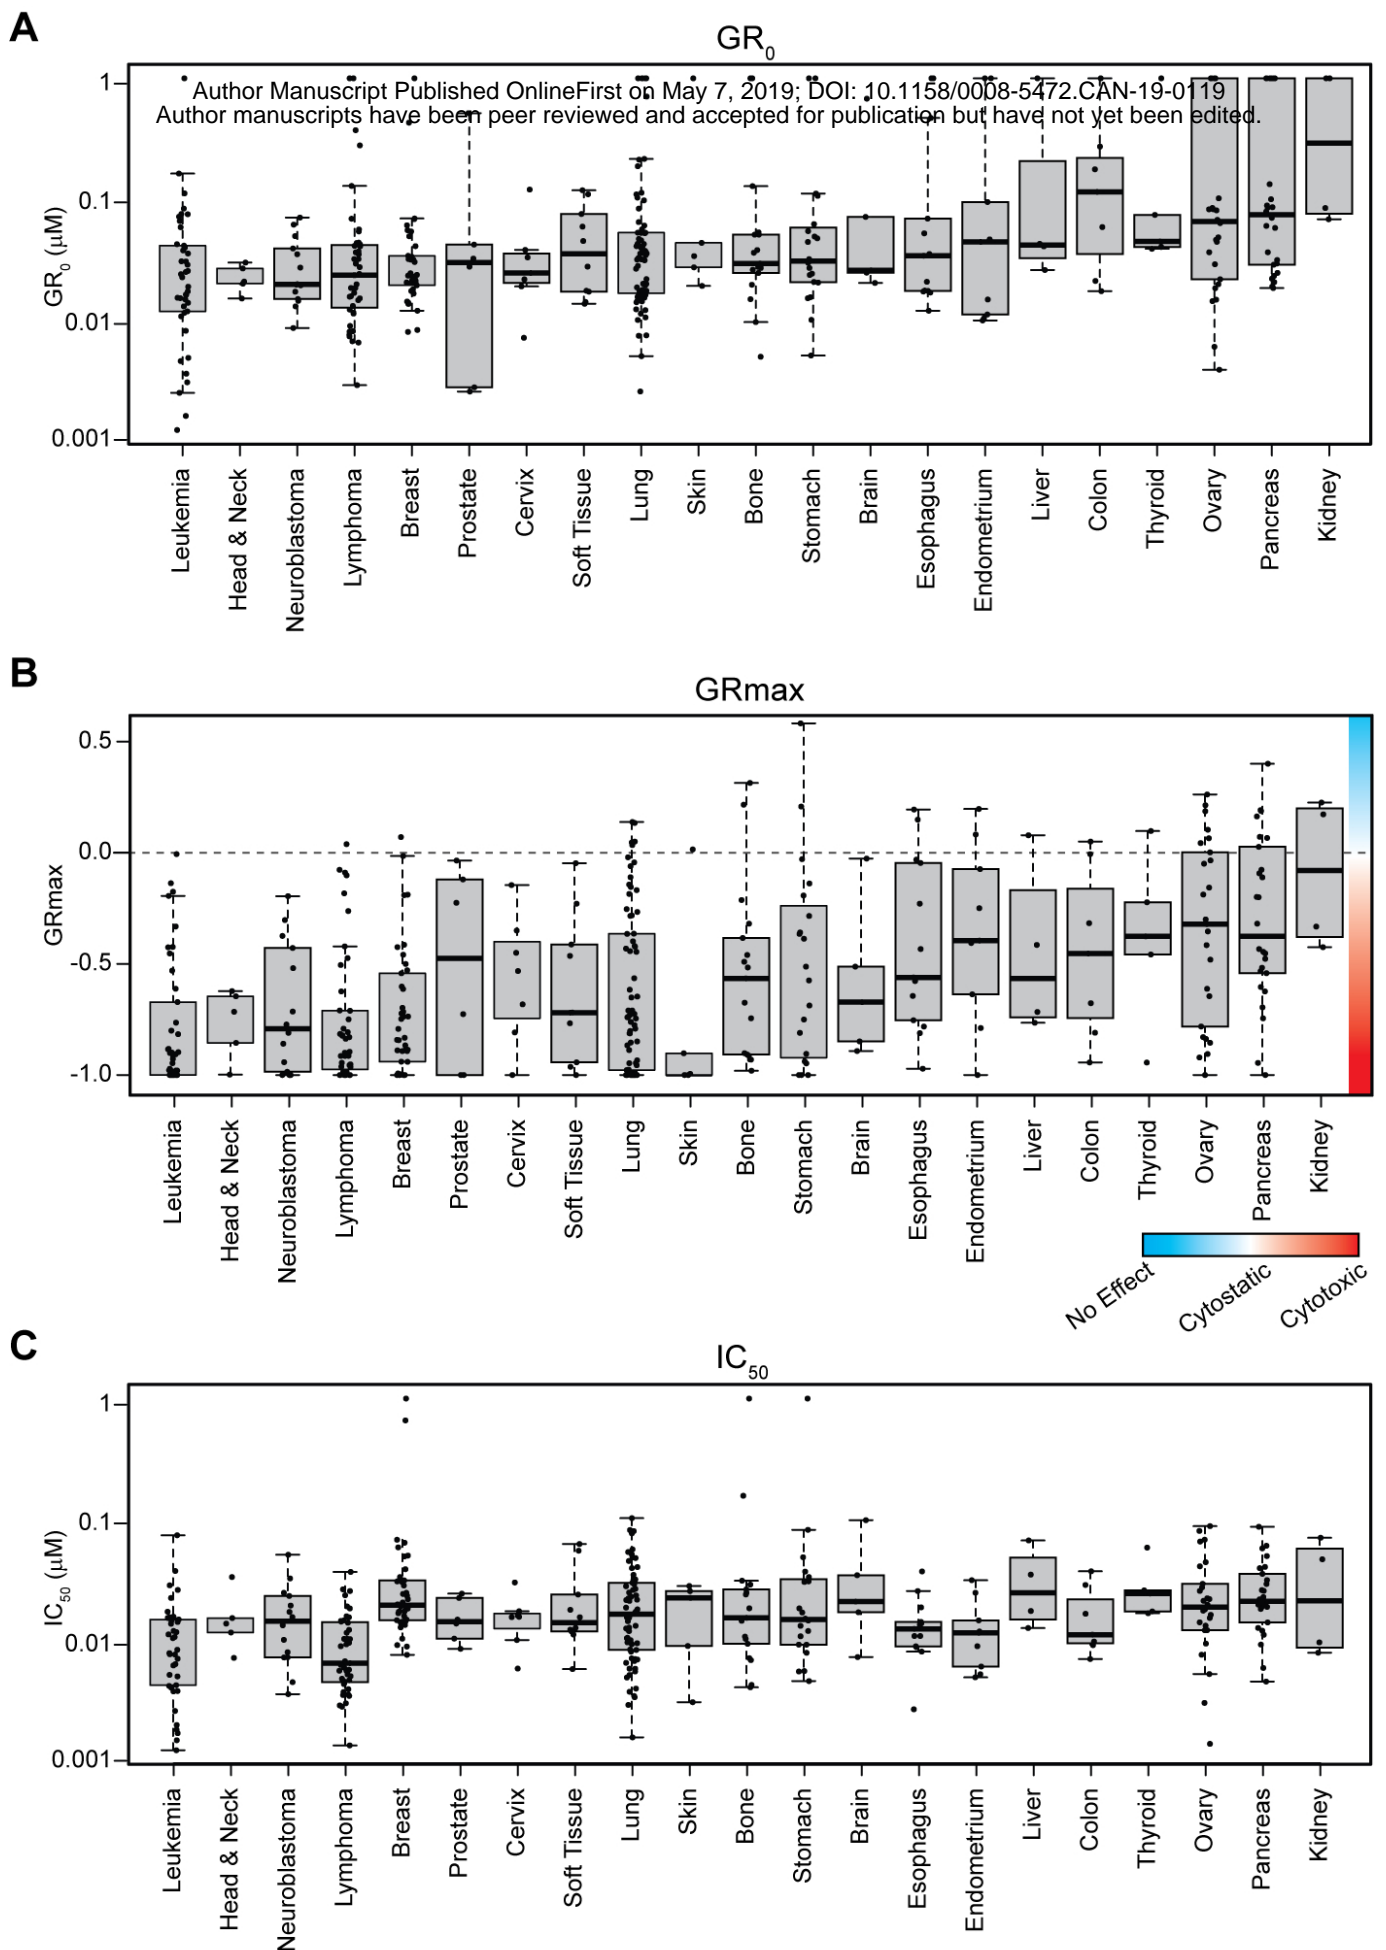 A
GR0
1
Author Manuscript Published OnlineFirst on May 7, 2019; DOI: 10.1158/0008-5472.CAN-19-0119
Author manuscripts have been peer reviewed and accepted for publication but have not yet been edited.
0.1
0.01
0.001
GR0 (μM)
Leukemia
Head & Neck
Neuroblastoma
Lymphoma
Breast
Prostate
Cervix
Soft Tissue
Lung
Skin
Bone
Stomach
Brain
Esophagus
Endometrium
Liver
Colon
Thyroid
Ovary
Pancreas
Kidney
B
GRmax
0.5
0.0
-0.5
-1.0
GRmax
Leukemia
Head & Neck
Neuroblastoma
Lymphoma
Breast
Prostate
Cervix
Soft Tissue
Lung
Skin
Bone
Stomach
Brain
Esophagus
Endometrium
Liver
Colon
Thyroid
Ovary
Pancreas
Kidney
No Effect
Cytostatic
Cytotoxic
C
IC50
1
0.1
0.01
0.001
IC50 (μM)
Leukemia
Head & Neck
Neuroblastoma
Lymphoma
Breast
Prostate
Cervix
Soft Tissue
Lung
Skin
Bone
Stomach
Brain
Esophagus
Endometrium
Liver
Colon
Thyroid
Ovary
Pancreas
Kidney